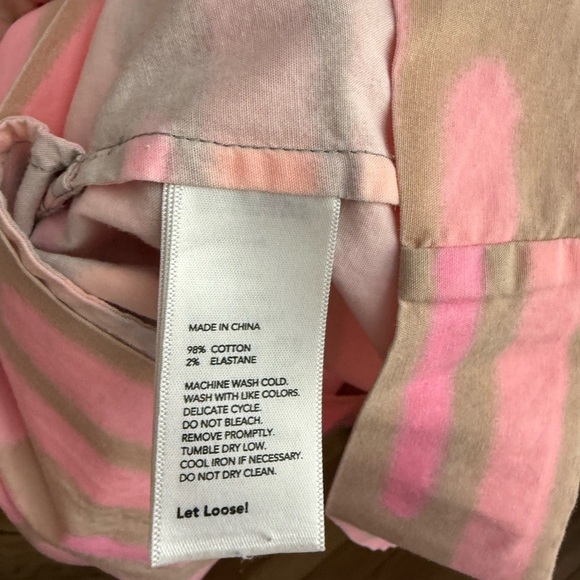 MADE IN CHINA
98% COTTON
2% ELASTANE
MACHINE WASH COLD.
WASH WITH LIKE COLORS.
DELICATE CYCLE.
DO NOT BLEACH.
REMOVE PROMPTLY.
TUMBLE DRY LOW.
COOL IRON IF NECESSARY.
DO NOT DRY CLEAN.
Let Loose!